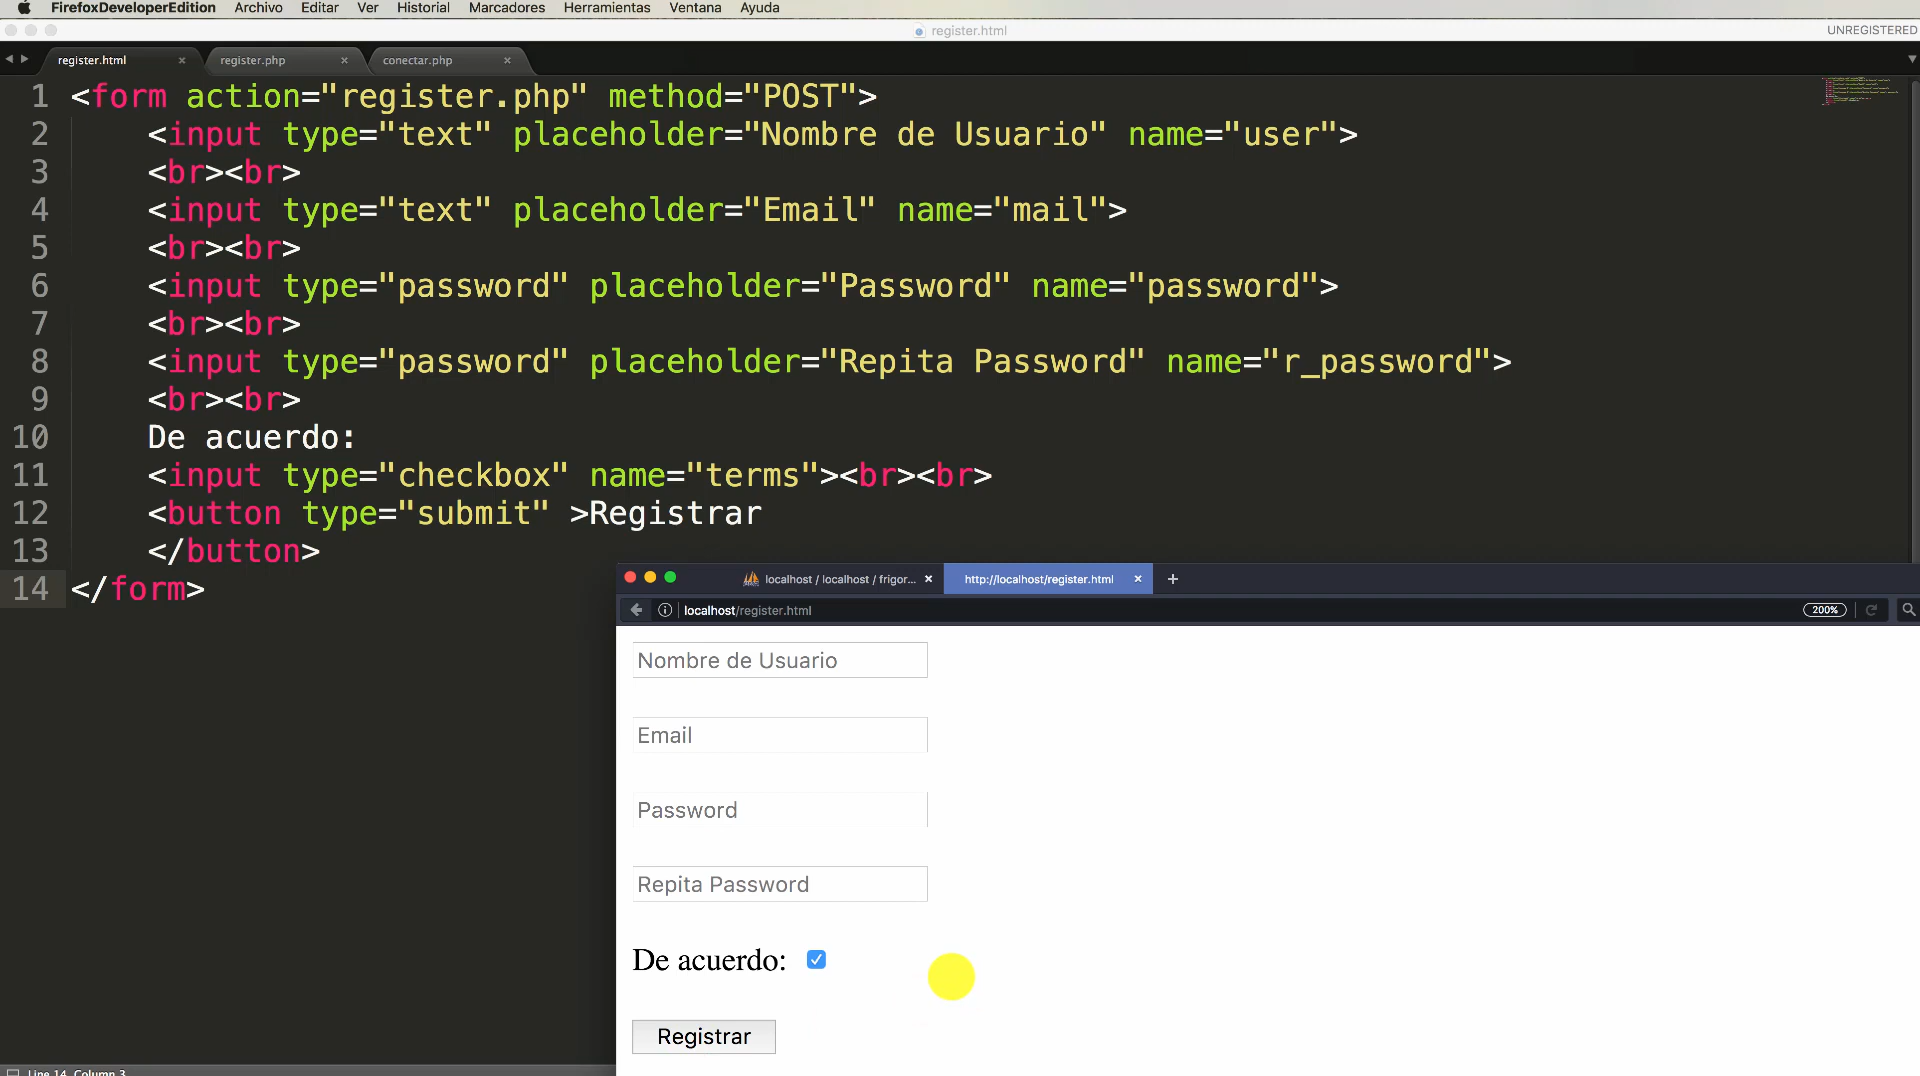 FirefoxDeveloperEdition Archivo Editar Ver Historial Marcadores Herramientas Ventana Ayuda
register.html
UNREGISTERED
register.html × register.php × conectar.php ×
1 <form action="register.php" method="POST">
2 <input type="text" placeholder="Nombre de Usuario" name="user">
3 <br><br>
4 <input type="text" placeholder="Email" name="mail">
5 <br><br>
6 <input type="password" placeholder="Password" name="password">
7 <br><br>
8 <input type="password" placeholder="Repita Password" name="r_password">
9 <br><br>
10 De acuerdo:
11 <input type="checkbox" name="terms"><br><br>
12 <button type="submit" >Registrar
13 </button>
14 </form>
localhost / localhost / frigor... × http://localhost/register.html × +
localhost/register.html 200%
Nombre de Usuario
Email
Password
Repita Password
De acuerdo:
Registrar
Line 14, Column 3